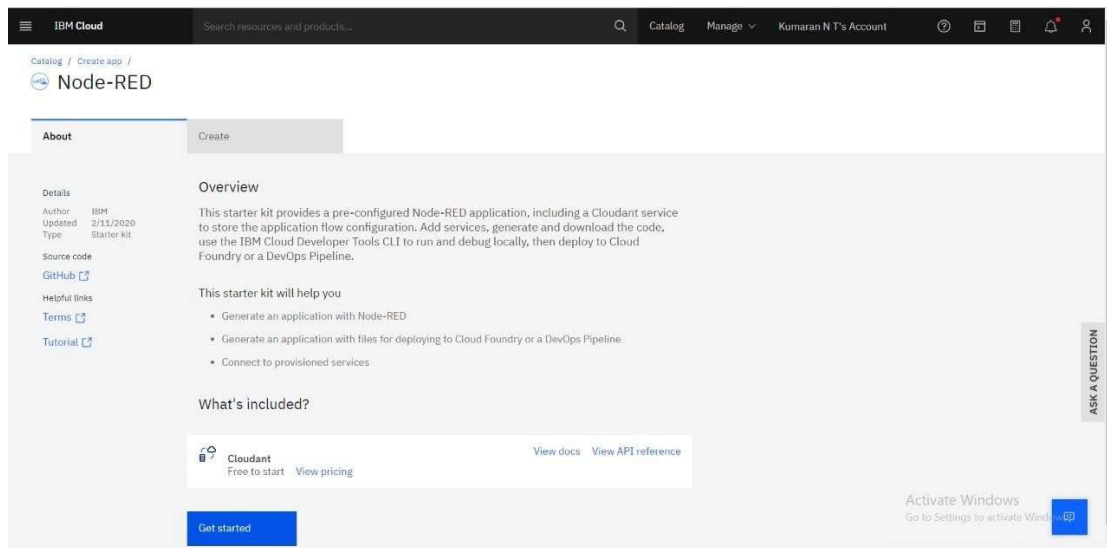 IBM Cloud
Search resources and products...
Catalog
Manage
Kumaran N T's Account
Catalog / Create app /
Node-RED
About
Create
Details
Author IBM
Updated 2/11/2020
Type Starter kit
Source code
GitHub
Helpful links
Terms
Tutorial
Overview
This starter kit provides a pre-configured Node-RED application, including a Cloudant service
to store the application flow configuration. Add services, generate and download the code,
use the IBM Cloud Developer Tools CLI to run and debug locally, then deploy to Cloud
Foundry or a DevOps Pipeline.
This starter kit will help you
• Generate an application with Node-RED
• Generate an application with files for deploying to Cloud Foundry or a DevOps Pipeline
• Connect to provisioned services
What's included?
Cloudant
Free to start View pricing
View docs View API reference
Get started
ASK A QUESTION
Activate Windows
Go to Settings to activate Windows